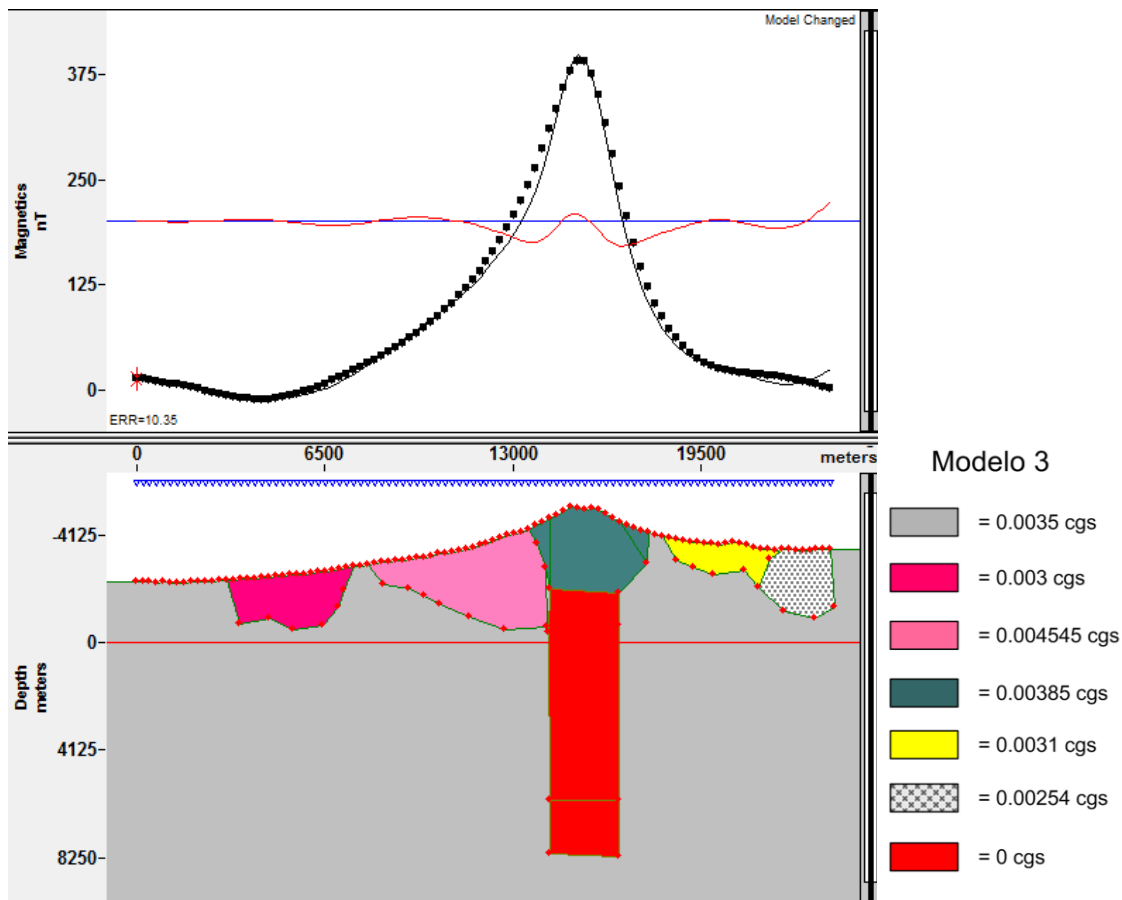 Model Changed
375
250
125
0
Magnetics
nT
ERR=10.35
0 6500 13000 19500 meters
-4125
0
4125
8250
Depth
meters
Modelo 3
= 0.0035 cgs
= 0.003 cgs
= 0.004545 cgs
= 0.00385 cgs
= 0.0031 cgs
= 0.00254 cgs
= 0 cgs